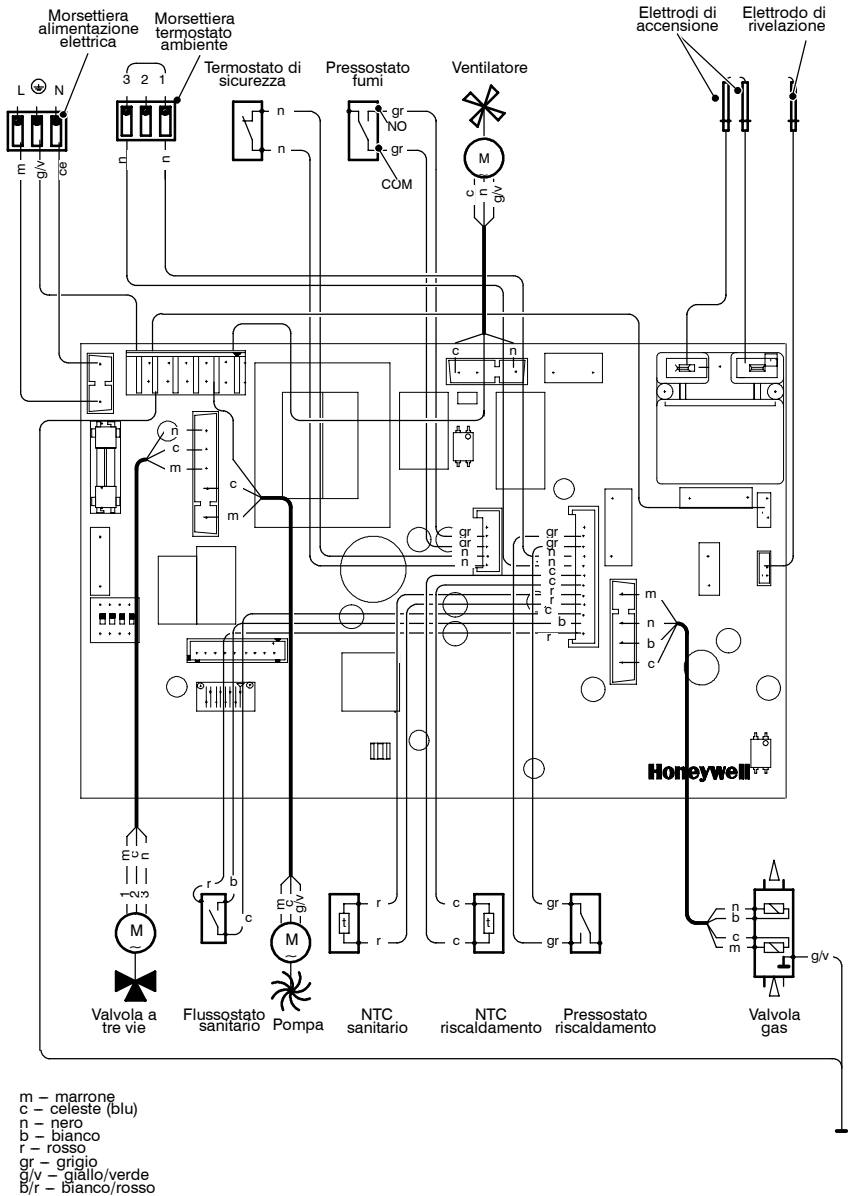 Morsettiera
alimentazione
elettrica
Morsettiera
termostato
ambiente
Termostato di
sicurezza
Pressostato
fumi
Ventilatore
Elettrodi di
accensione
Elettrodo di
rivelazione
L N
3 2 1
n
n
gr
NO
gr
COM
M
~
m
g/v
ce
n
n
c
n
g/v
c n
n
c
m
c
m
gr
gr
n
n
gr
gr
n
n
c
c
r
r
c
b
r
m
n
b
c
Honeywell
m
c
n
1
2
3
M
~
r b
c
m
c
g/v
M
~
r
t
r
c
t
c
gr
gr
n
b
c
m
g/v
Valvola a
tre vie
Flussostato
sanitario
Pompa
NTC
sanitario
NTC
riscaldamento
Pressostato
riscaldamento
Valvola
gas
m – marrone
c – celeste (blu)
n – nero
b – bianco
r – rosso
gr – grigio
g/v – giallo/verde
b/r – bianco/rosso